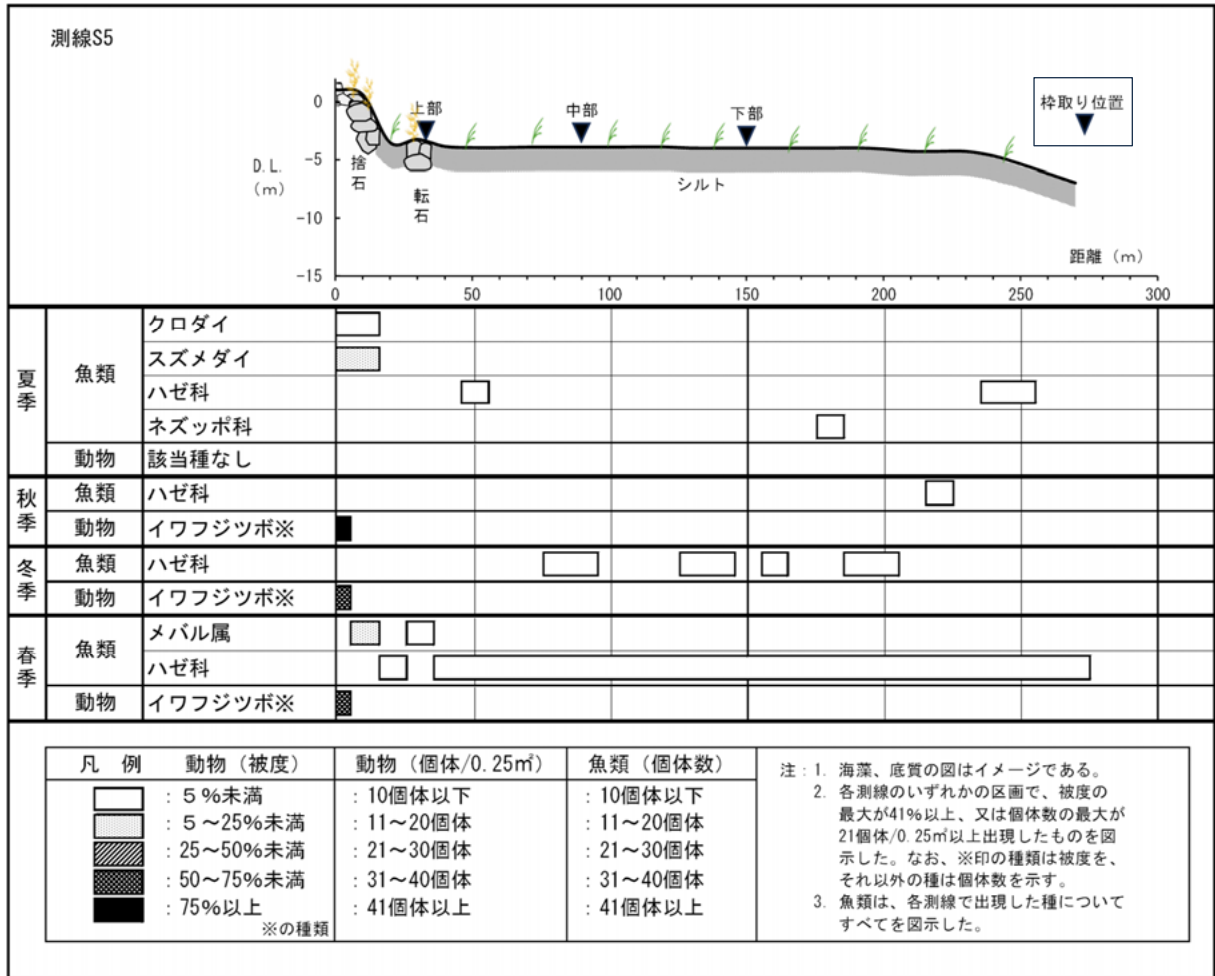 測線S5
枠取り位置
上部
中部
下部
0
-5
-10
-15
D.L.
(m)
捨石
転石
シルト
距離 (m)
0 50 100 150 200 250 300
夏季 魚類 クロダイ
スズメダイ
ハゼ科
ネズッポ科
動物 該当種なし
秋季 魚類 ハゼ科
動物 イワフジツボ※
冬季 魚類 ハゼ科
動物 イワフジツボ※
春季 魚類 メバル属
ハゼ科
動物 イワフジツボ※
凡 例 動物 (被度) 動物 (個体/0.25㎡) 魚類 (個体数)
: 5%未満 : 10個体以下 : 10個体以下
: 5~25%未満 : 11~20個体 : 11~20個体
: 25~50%未満 : 21~30個体 : 21~30個体
: 50~75%未満 : 31~40個体 : 31~40個体
: 75%以上 : 41個体以上 : 41個体以上
※の種類
注:1. 海藻、底質の図はイメージである。
2. 各測線のいずれかの区画で、被度の
最大が41%以上、又は個体数の最大が
21個体/0.25㎡以上出現したものを図
示した。なお、※印の種類は被度を、
それ以外の種は個体数を示す。
3. 魚類は、各測線で出現した種について
すべてを図示した。